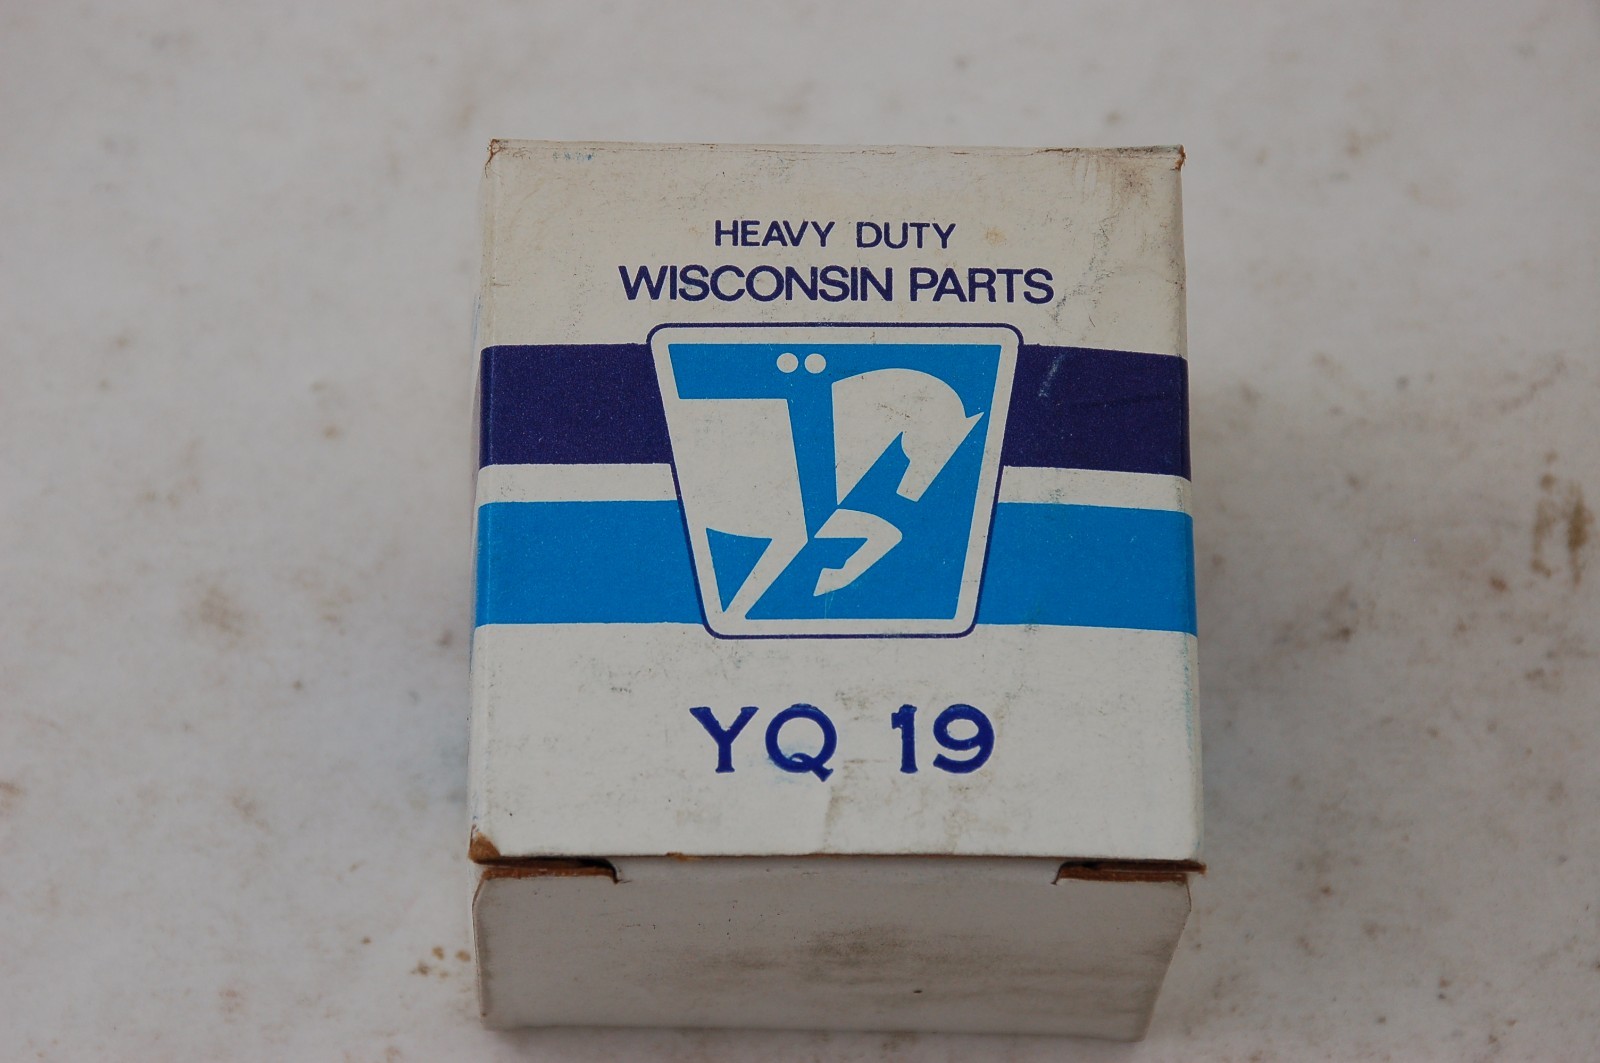 HEAVY DUTY
WISCONSIN PARTS
YQ 19